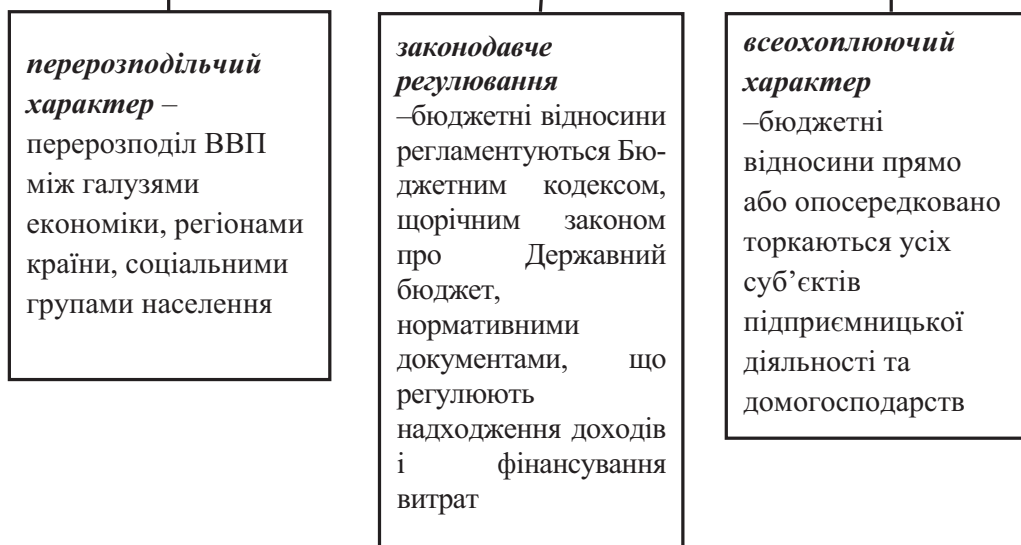 перерозподільчий
характер –
перерозподіл ВВП
між галузями
економіки, регіонами
країни, соціальними
групами населення
законодавче
регулювання
–бюджетні відносини
регламентуються Бю-
джетним кодексом,
щорічним законом
про Державний
бюджет,
нормативними
документами, що
регулюють
надходження доходів
і фінансування
витрат
всеохоплюючий
характер
–бюджетні
відносини прямо
або опосередковано
торкаються усіх
суб’єктів
підприємницької
діяльності та
домогосподарств